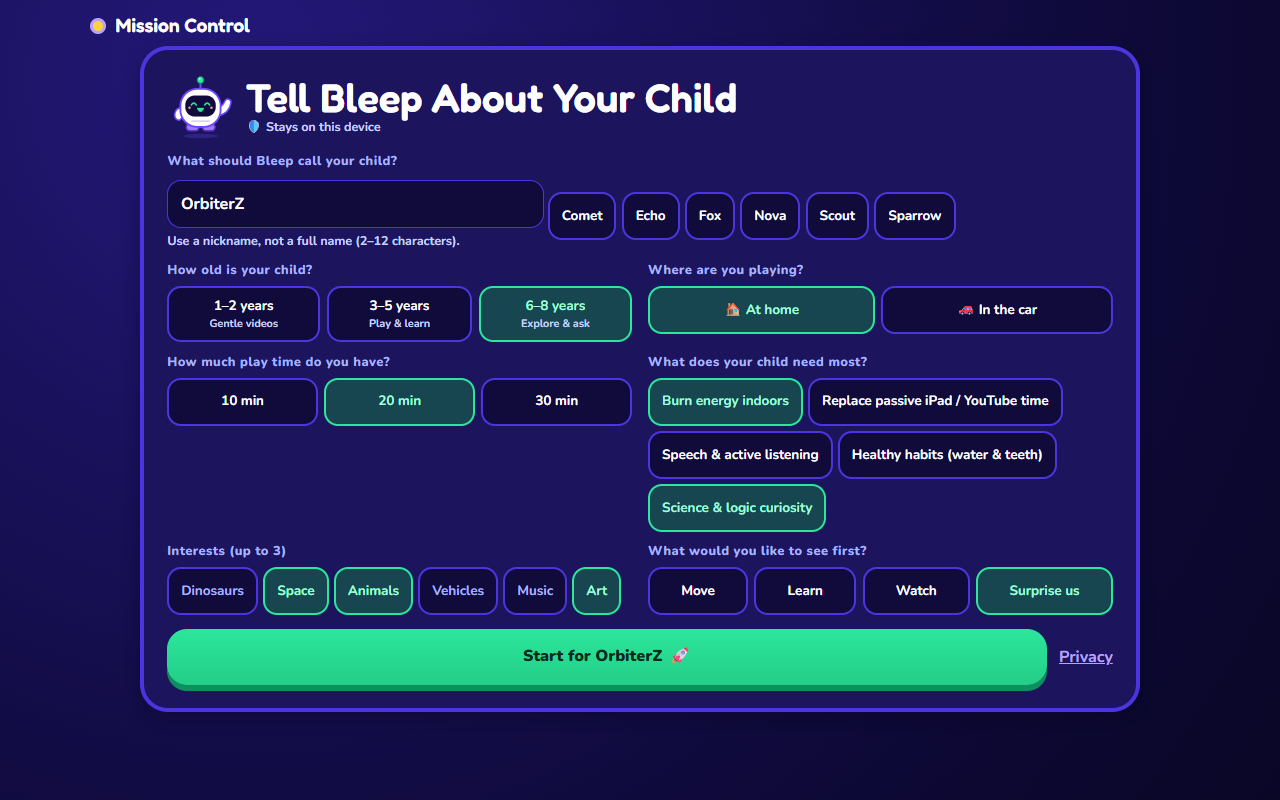 Mission Control
Tell Bleep About Your Child
Stays on this device
What should Bleep call your child?
OrbiterZ
Comet Echo Fox Nova Scout Sparrow
Use a nickname, not a full name (2–12 characters).
How old is your child?
1–2 years
Gentle videos
3–5 years
Play & learn
6–8 years
Explore & ask
Where are you playing?
At home In the car
How much play time do you have?
10 min 20 min 30 min
What does your child need most?
Burn energy indoors Replace passive iPad / YouTube time
Speech & active listening Healthy habits (water & teeth)
Science & logic curiosity
Interests (up to 3)
Dinosaurs Space Animals Vehicles Music Art
What would you like to see first?
Move Learn Watch Surprise us
Start for OrbiterZ 🚀
Privacy